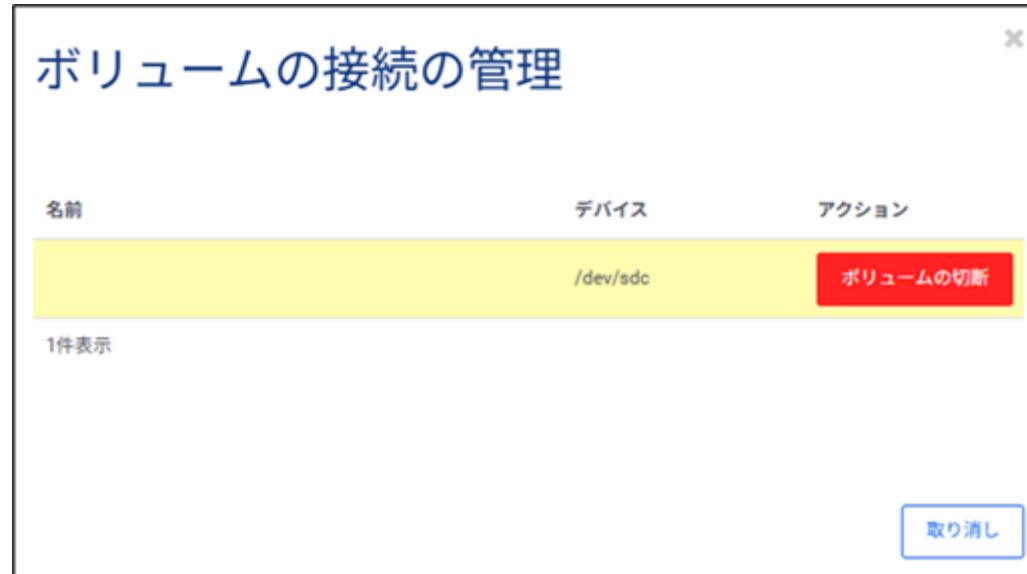 ボリュームの接続の管理
×
名前 デバイス アクション
/dev/sdc ボリュームの切断
1件表示
取り消し